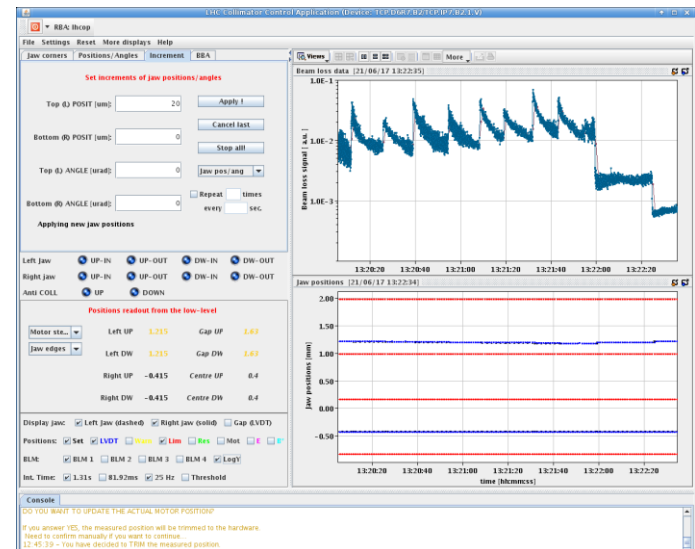 LHC Collimator Control Application (Device: TCP.D6R7.B2:TCP.IP7.B2.1.V)
RBA: lhcop
File Settings Reset More displays Help
Jaw corners Positions/Angles Increment BBA
Set increments of jaw positions/angles
Top (L) POSIT [um]: 20 Apply !
Cancel last
Bottom (R) POSIT [um]: 0
Stop all!
Top (L) ANGLE [urad]: 0 Jaw pos/ang
Repeat times
Bottom (R) ANGLE [urad]: 0
every sec.
Applying new jaw positions
Left Jaw UP-IN UP-OUT DW-IN DW-OUT
Right Jaw UP-IN UP-OUT DW-IN DW-OUT
Anti COLL UP DOWN
Positions readout from the low-level
Motor ste... Left UP 1.215 Gap UP 1.63
Jaw edges Left DW 1.215 Gap DW 1.63
Right UP -0.415 Centre UP 0.4
Right DW -0.415 Centre DW 0.4
Display jaw: Left Jaw (dashed) Right Jaw (solid) Gap (LVDT)
Positions: Set LVDT Lim Res Mot E
BLM: BLM 1 BLM 2 BLM 3 BLM 4 LogY
Int. Time: 1.31s 81.92ms 25 Hz Threshold
Views More
Beam loss data [21/06/17 13:22:35]
1.0E-1
1.0E-2
1.0E-3
Beam loss signal [ a.u. ]
13:20:20 13:20:40 13:21:00 13:21:20 13:21:40 13:22:00 13:22:20
Jaw positions [21/06/17 13:22:34]
2.00
1.50
1.00
0.50
0.00
-0.50
Jaw positions [mm]
13:20:20 13:20:40 13:21:00 13:21:20 13:21:40 13:22:00 13:22:20
time [hh:mm:ss]
Console
DO YOU WANT TO UPDATE THE ACTUAL MOTOR POSITION?
If you answer YES, the measured position will be trimmed to the hardware.
Need to confirm manually if you want to continue...
12:45:39 - You have decided to TRIM the measured position.